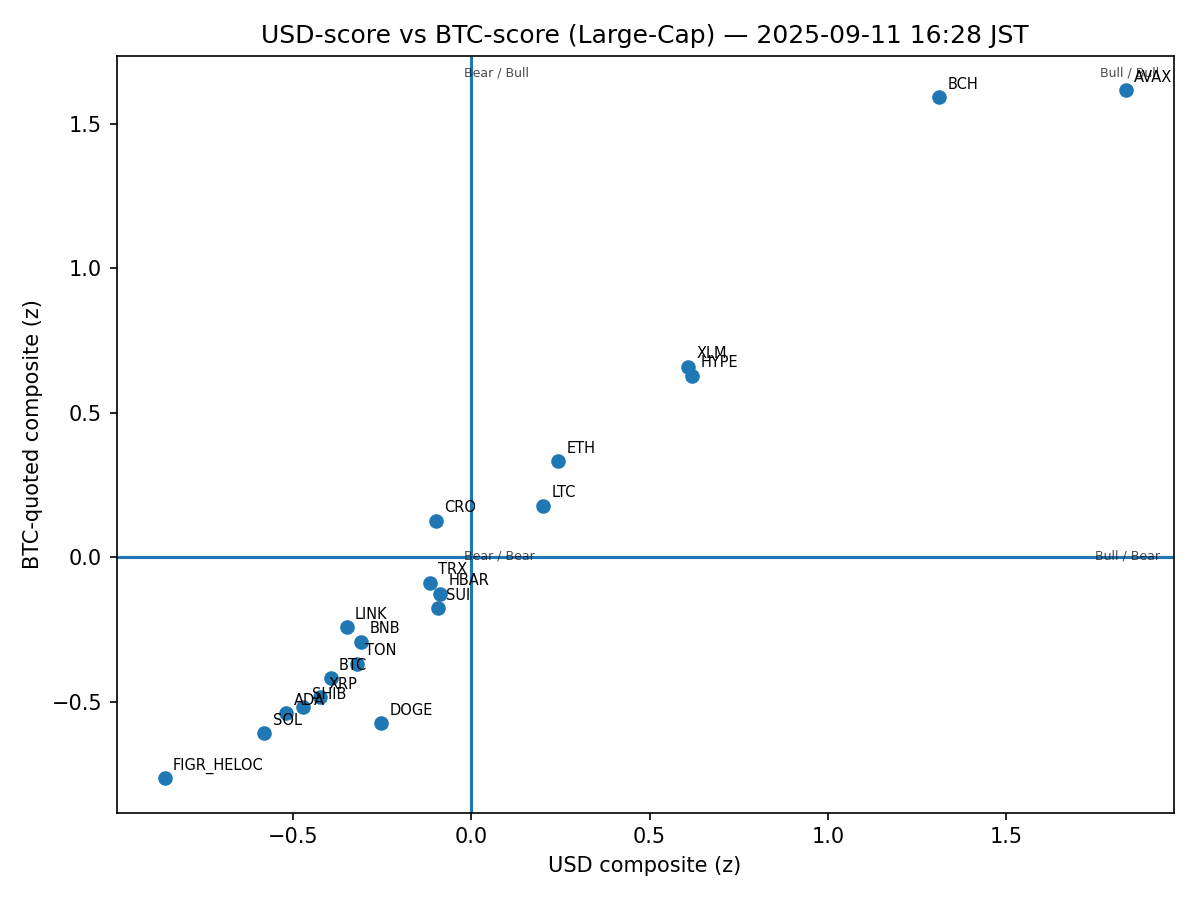 USD-score vs BTC-score (Large-Cap) — 2025-09-11 16:28 JST
Bear / Bull
Bull / Bull
AVAX
BCH
XLM
HYPE
ETH
LTC
CRO
Bear / Bear
Bull / Bear
TRX
HBAR
SUI
LINK
BNB
TON
BTC
XRP
SHIB
ADA
DOGE
SOL
FIGR_HELOC
1.5
1.0
0.5
0.0
−0.5
BTC-quoted composite (z)
−0.5
0.0
0.5
1.0
1.5
USD composite (z)